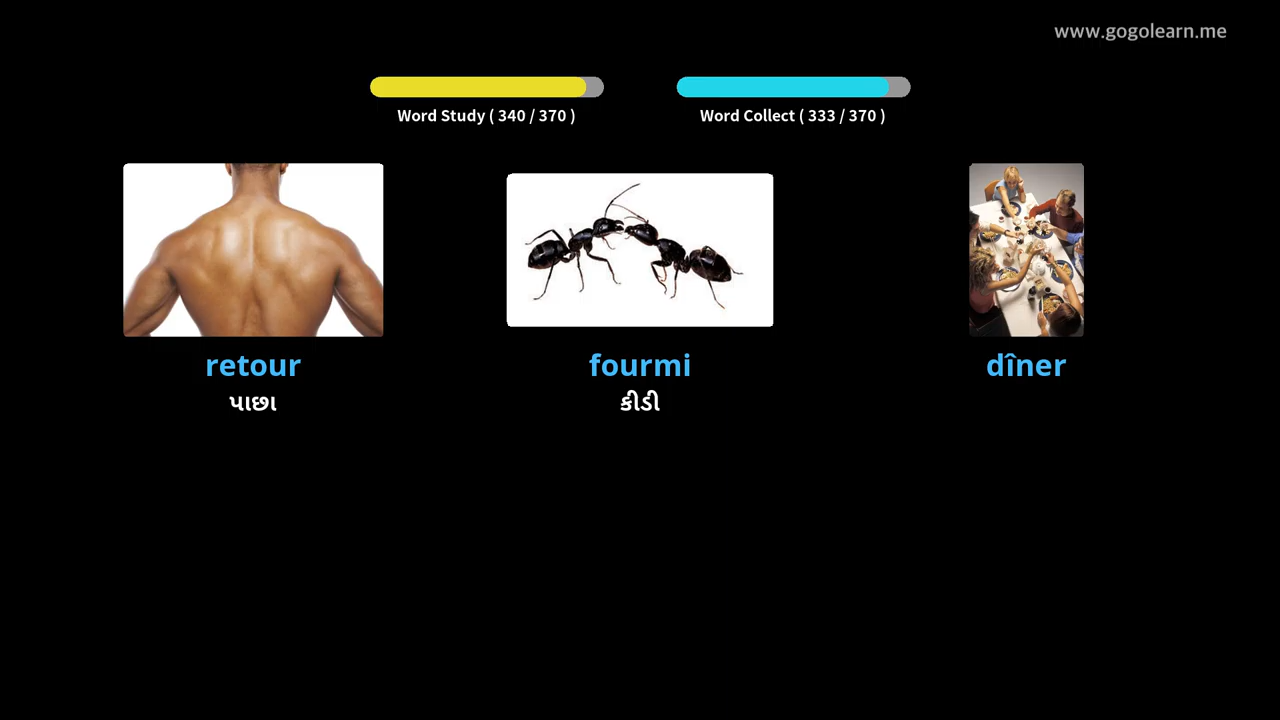 www.gogolearn.me
Word Study ( 340 / 370 )
Word Collect ( 333 / 370 )
retour
fourmi
dîner
પાછા
કીડી